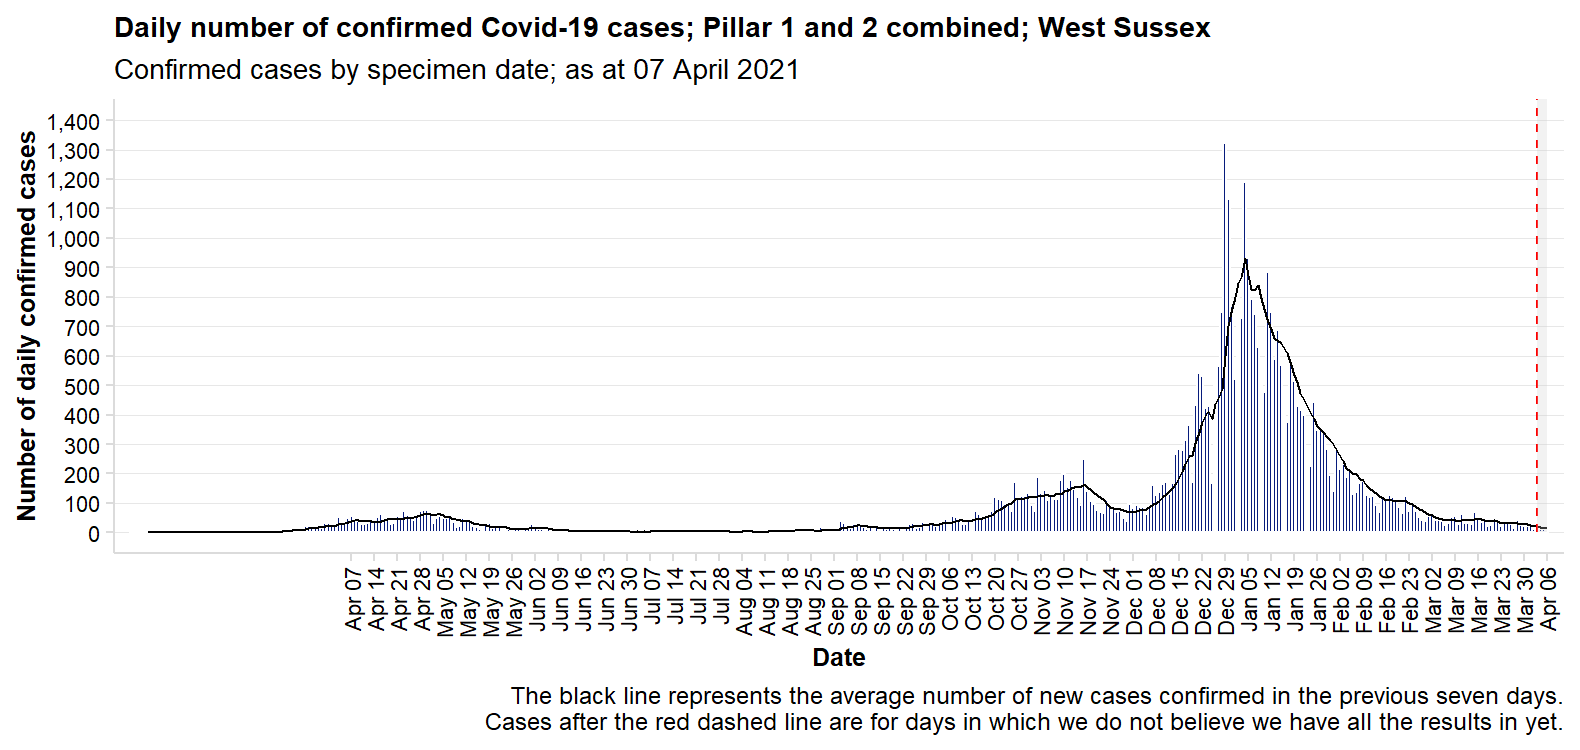 Daily number of confirmed Covid-19 cases; Pillar 1 and 2 combined; West Sussex
Confirmed cases by specimen date; as at 07 April 2021
Number of daily confirmed cases
1,400
1,300
1,200
1,100
1,000
900
800
700
600
500
400
300
200
100
0
Apr 07
Apr 14
Apr 21
Apr 28
May 05
May 12
May 19
May 26
Jun 02
Jun 09
Jun 16
Jun 23
Jun 30
Jul 07
Jul 14
Jul 21
Jul 28
Aug 04
Aug 11
Aug 18
Aug 25
Sep 01
Sep 08
Sep 15
Sep 22
Sep 29
Oct 06
Oct 13
Oct 20
Oct 27
Nov 03
Nov 10
Nov 17
Nov 24
Dec 01
Dec 08
Dec 15
Dec 22
Dec 29
Jan 05
Jan 12
Jan 19
Jan 26
Feb 02
Feb 09
Feb 16
Feb 23
Mar 02
Mar 09
Mar 16
Mar 23
Mar 30
Apr 06
Date
The black line represents the average number of new cases confirmed in the previous seven days.
Cases after the red dashed line are for days in which we do not believe we have all the results in yet.